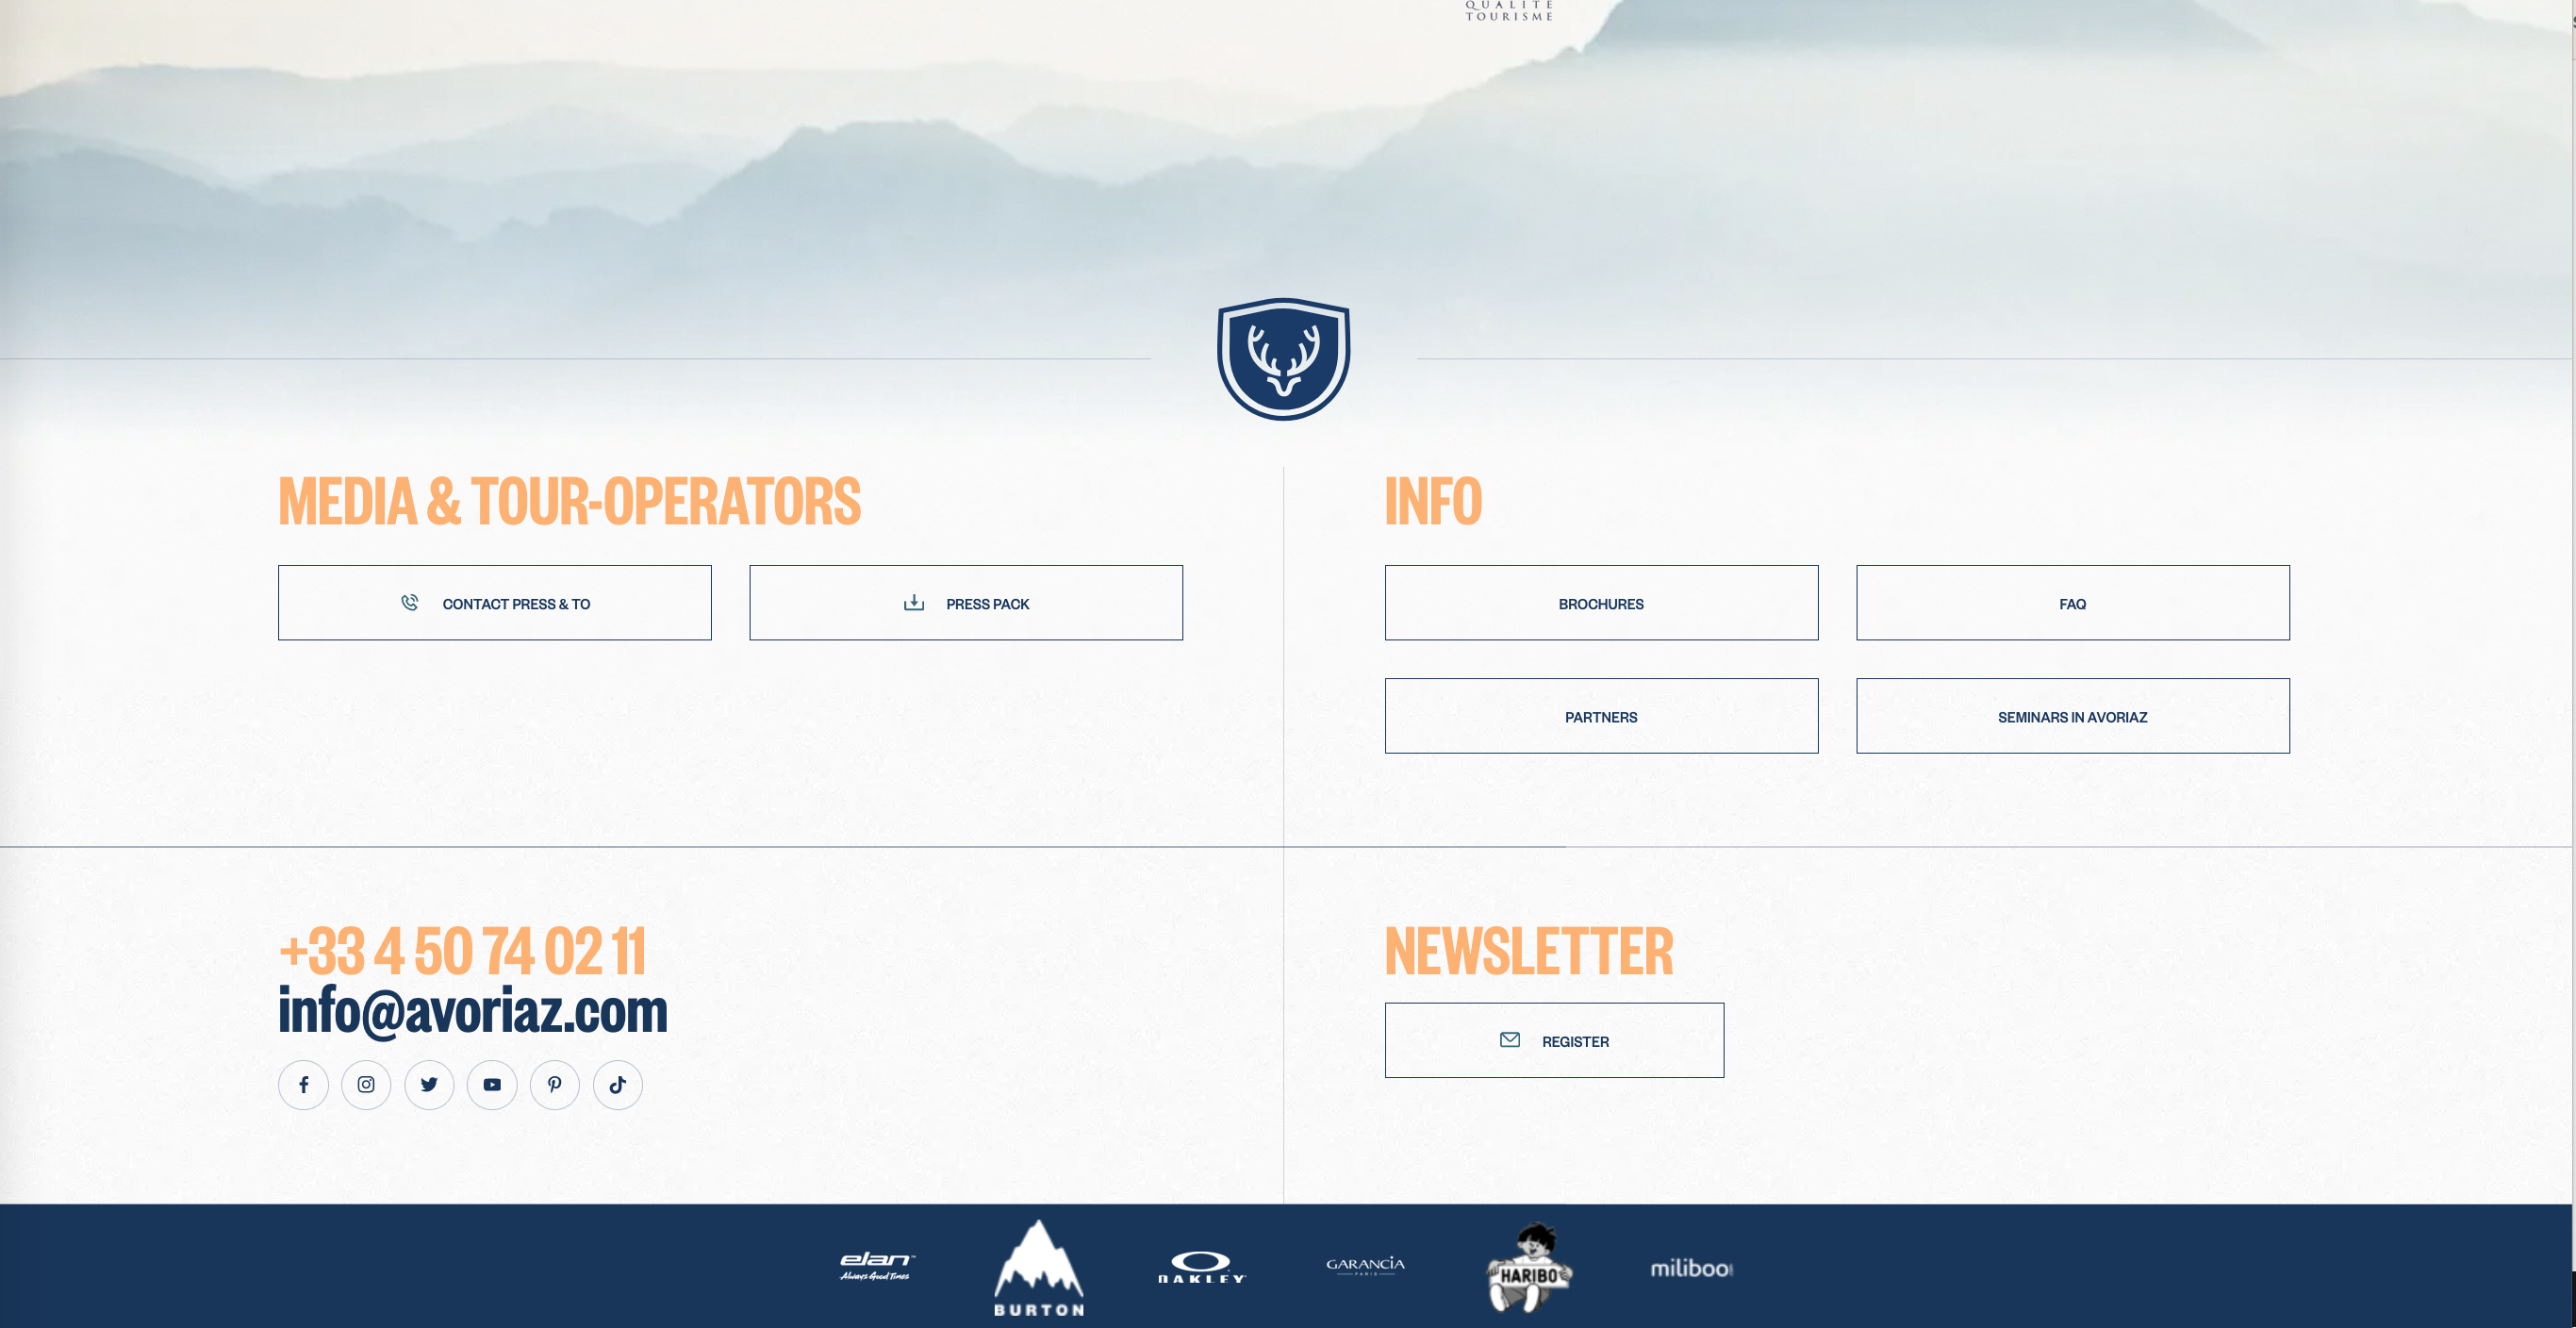 QUALITE
TOURISME
MEDIA & TOUR-OPERATORS
CONTACT PRESS & TO
PRESS PACK
INFO
BROCHURES
FAQ
PARTNERS
SEMINARS IN AVORIAZ
+33 4 50 74 02 11
info@avoriaz.com
NEWSLETTER
REGISTER
elan™
Always Good Times
BURTON
OAKLEY
GARANCIA
PARIS
HARIBO
miliboo